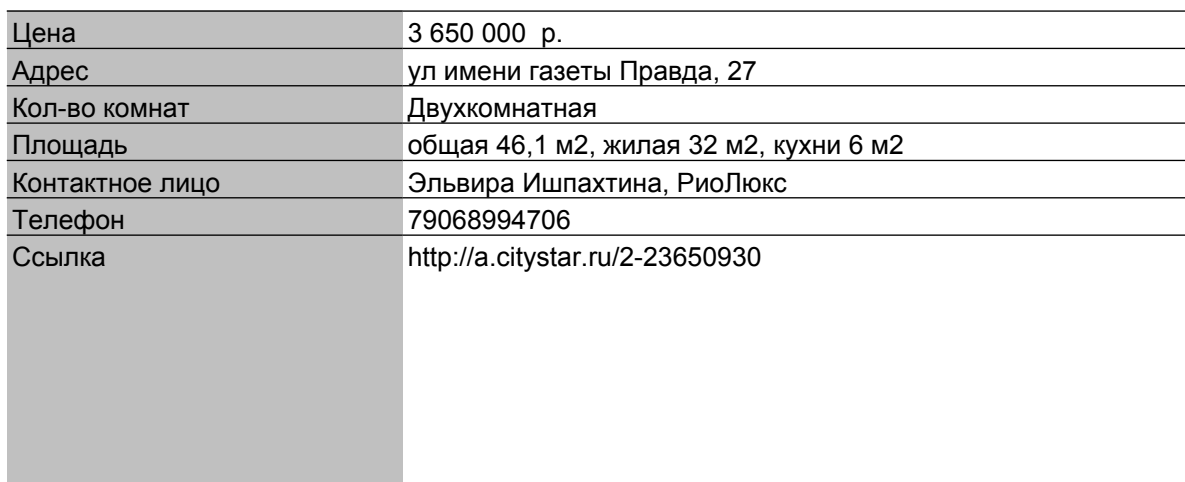 Цена 3 650 000 р.
Адрес ул имени газеты Правда, 27
Кол-во комнат Двухкомнатная
Площадь общая 46,1 м2, жилая 32 м2, кухни 6 м2
Контактное лицо Эльвира Ишпахтина, РиоЛюкс
Телефон 79068994706
Ссылка http://a.citystar.ru/2-23650930